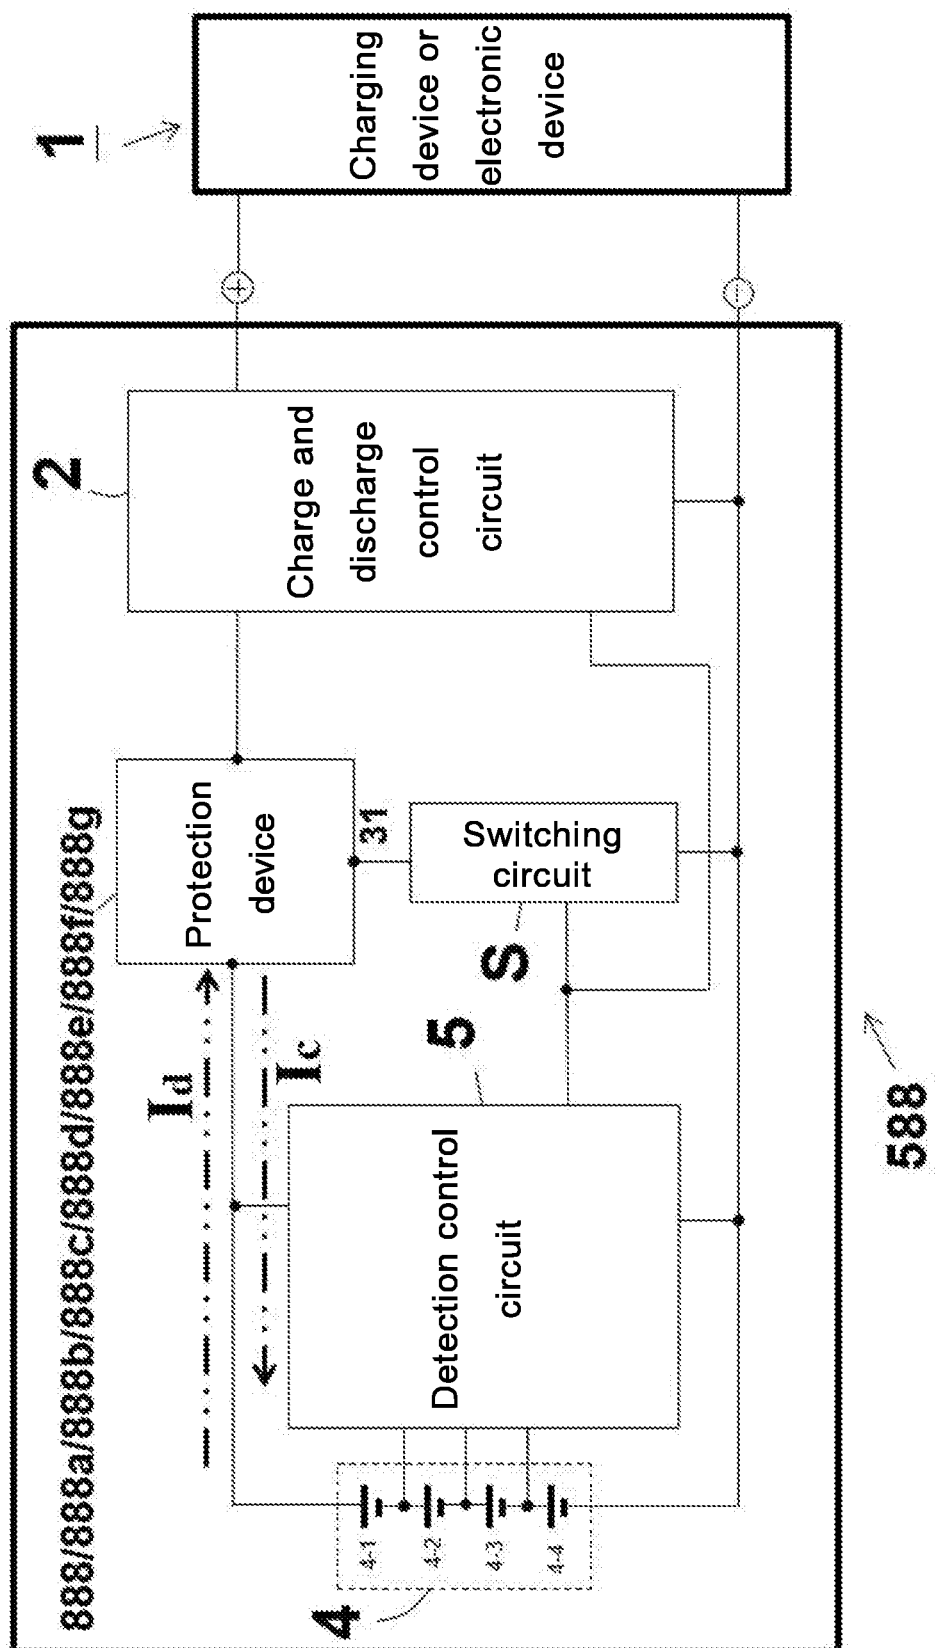 888/888a/888b/888c/888d/888e/888f/888g
2
1
Id
Ic
Protection
device
31
Charge and
discharge
control
circuit
+
-
Charging
device or
electronic
device
4
4-1
4-2
4-3
4-4
5
Detection control
circuit
S
Switching
circuit
588